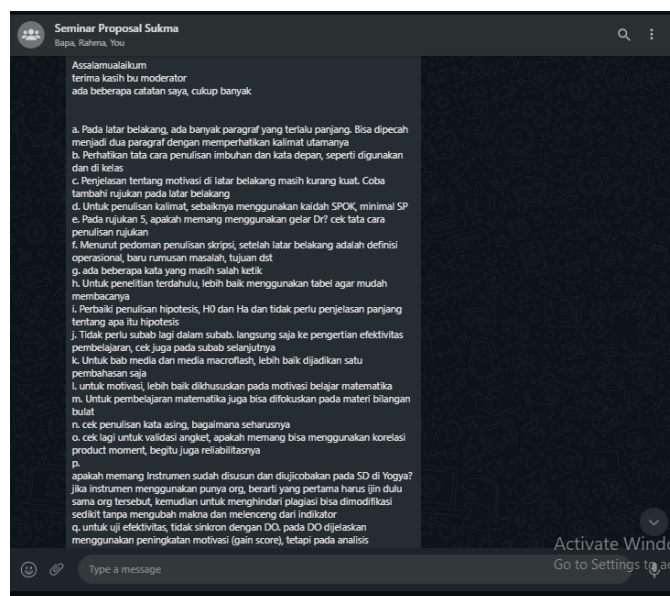 Seminar Proposal Sukma
Bapa, Rahma, You
Assalamualaikum
terima kasih bu moderator
ada beberapa catatan saya, cukup banyak
a. Pada latar belakang, ada banyak paragraf yang terlalu panjang. Bisa dipecah
menjadi dua paragraf dengan memperhatikan kalimat utamanya
b. Perhatikan tata cara penulisan imbuhan dan kata depan, seperti digunakan
dan di kelas
c. Penjelasan tentang motivasi di latar belakang masih kurang kuat. Coba
tambahi rujukan pada latar belakang
d. Untuk penulisan kalimat, sebaiknya menggunakan kaidah SPOK, minimal SP
e. Pada rujukan 5, apakah memang menggunakan gelar Dr? cek tata cara
penulisan rujukan
f. Menurut pedoman penulisan skripsi, setelah latar belakang adalah definisi
operasional, baru rumusan masalah, tujuan dst
g. ada beberapa kata yang masih salah ketik
h. Untuk penelitian terdahulu, lebih baik menggunakan tabel agar mudah
membacanya
i. Perbaiki penulisan hipotesis, H0 dan Ha dan tidak perlu penjelasan panjang
tentang apa itu hipotesis
j. Tidak perlu subab lagi dalam subab. langsung saja ke pengertian efektivitas
pembelajaran, cek juga pada subab selanjutnya
k. Untuk bab media dan media macroflash, lebih baik dijadikan satu
pembahasan saja
l. untuk motivasi, lebih baik dikhususkan pada motivasi belajar matematika
m. Untuk pembelajaran matematika juga bisa difokuskan pada materi bilangan
bulat
n. cek penulisan kata asing, bagaimana seharusnya
o. cek lagi untuk validasi angket, apakah memang bisa menggunakan korelasi
product moment, begitu juga reliabilitasnya
p.
apakah memang Instrumen sudah disusun dan diujicobakan pada SD di Yogya?
jika instrumen menggunakan punya org, berarti yang pertama harus ijin dulu
sama org tersebut, kemudian untuk menghindari plagiasi bisa dimodifikasi
sedikit tanpa mengubah makna dan melenceng dari indikator
q. untuk uji efektivitas, tidak sinkron dengan DO. pada DO dijelaskan
menggunakan peningkatan motivasi (gain score), tetapi pada analisis
Activate Windo
Go to Settings to ac
Type a message